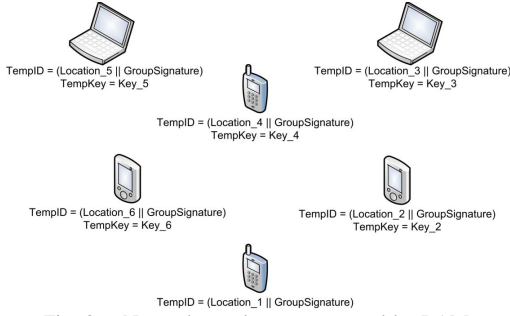 TempID = (Location_5 || GroupSignature)
TempKey = Key_5
TempID = (Location_3 || GroupSignature)
TempKey = Key_3
TempID = (Location_4 || GroupSignature)
TempKey = Key_4
TempID = (Location_6 || GroupSignature)
TempKey = Key_6
TempID = (Location_2 || GroupSignature)
TempKey = Key_2
TempID = (Location_1 || GroupSignature)